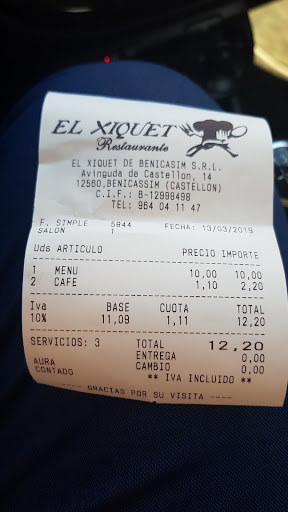 EL XIQUET
Restaurante
EL XIQUET DE BENICASIM S.R.L.
Avinguda de Castellon, 14
12560,BENICASSIM (CASTELLON)
C.I.F.: B-12998498
TEL: 964 04 11 47
F. SIMPLE 5844 FECHA: 13/03/2019
SALON 1
Uds ARTICULO PRECIO IMPORTE
1 MENU 10,00 10,00
2 CAFE 1,10 2,20
Iva BASE CUOTA TOTAL
10% 11,09 1,11 12,20
SERVICIOS: 3 TOTAL 12,20
ENTREGA 0,00
AURA CAMBIO 0,00
CONTADO ** IVA INCLUIDO **
---- GRACIAS POR SU VISITA ----